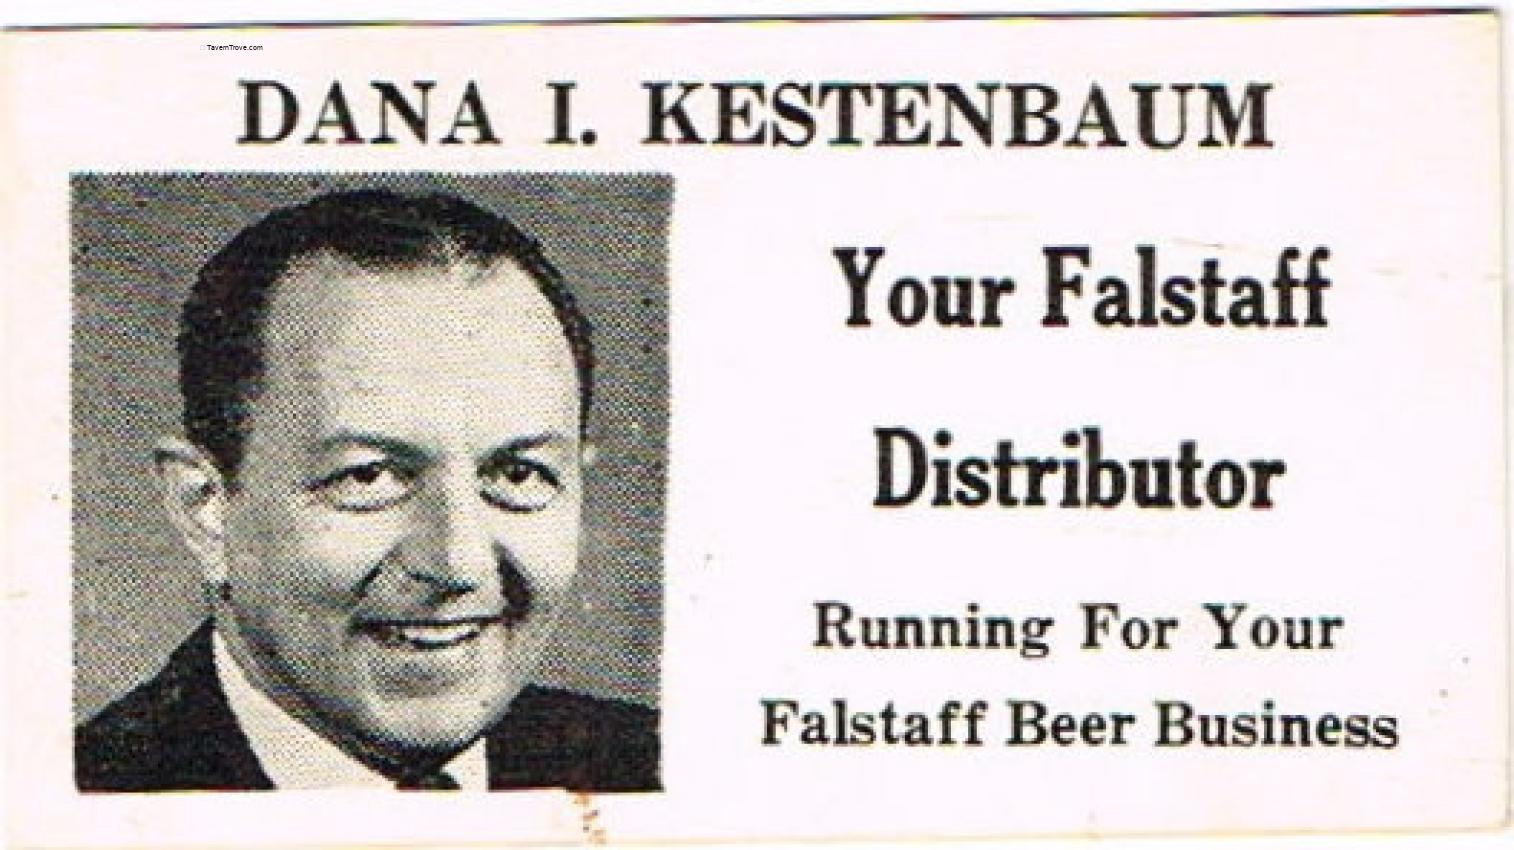 TavernTrove.com
DANA I. KESTENBAUM
Your Falstaff
Distributor
Running For Your
Falstaff Beer Business